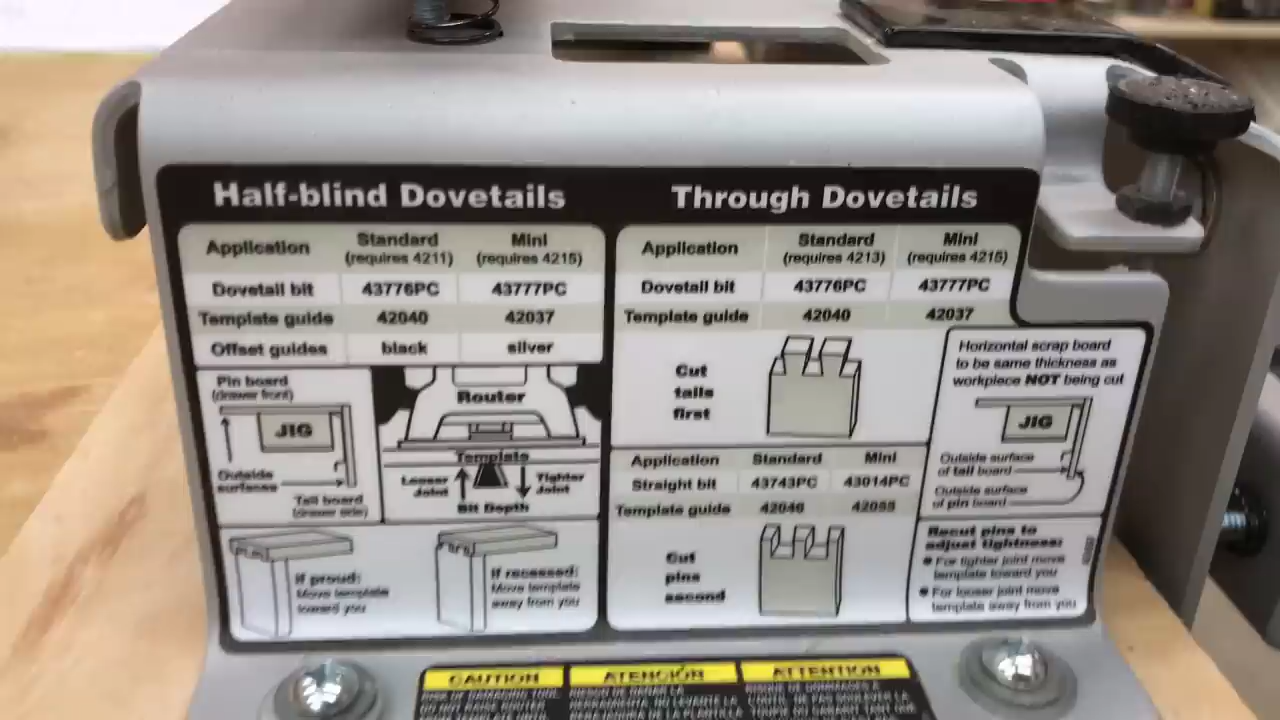 Half-blind Dovetails
Application Standard (requires 4211) Mini (requires 4215)
Dovetail bit 43776PC 43777PC
Template guide 42040 42037
Offset guides black silver
Pin board
(drawer front)
JIG
Outside
surfaces
Tail board
(drawer side)
Router
Template
Looser
Joint
Tighter
Joint
Bit Depth
If proud:
Move template
toward you
If recessed:
Move template
away from you
Through Dovetails
Application Standard (requires 4213) Mini (requires 4215)
Dovetail bit 43776PC 43777PC
Template guide 42040 42037
Cut
tails
first
Horizontal scrap board
to be same thickness as
workpiece NOT being cut
JIG
Outside surface
of tail board
Outside surface
of pin board
Application Standard Mini
Straight bit 43743PC 43014PC
Template guide 42040
Cut
pins
second
Recut pins to
adjust tightness:
• For tighter joint move
template toward you
• For looser joint move
template away from you
CAUTION
ATENCIÓN
ATTENTION